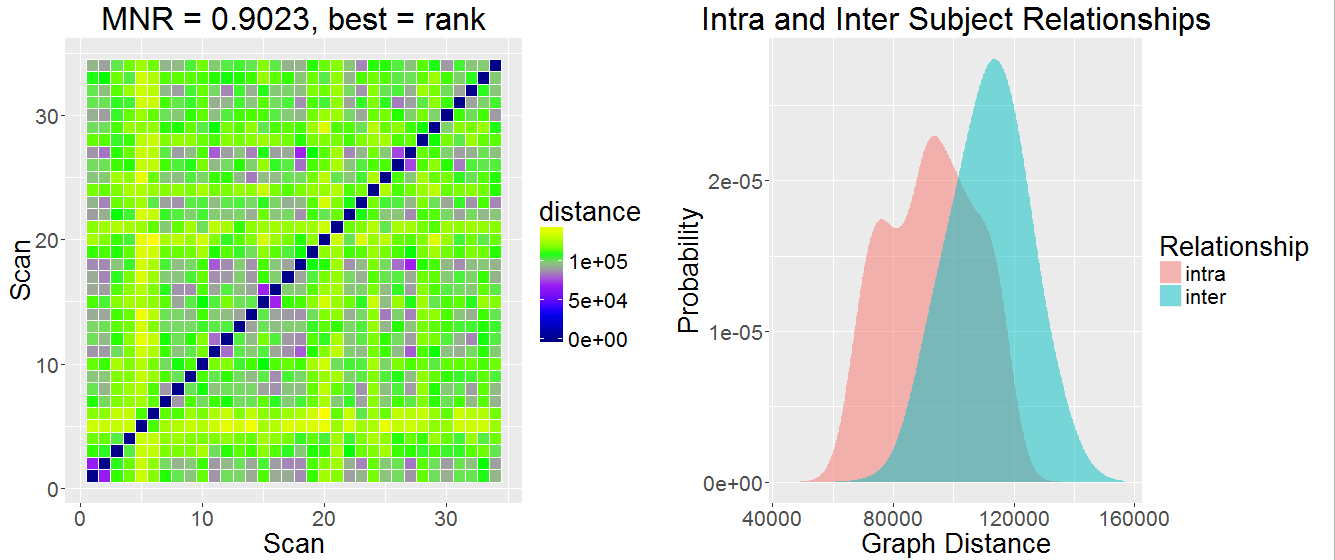 MNR = 0.9023, best = rank
Scan
30
20
10
0
0
10
20
30
Scan
distance
1e+05
5e+04
0e+00
Intra and Inter Subject Relationships
Probability
2e-05
1e-05
0e+00
40000
80000
120000
160000
Graph Distance
Relationship
intra
inter